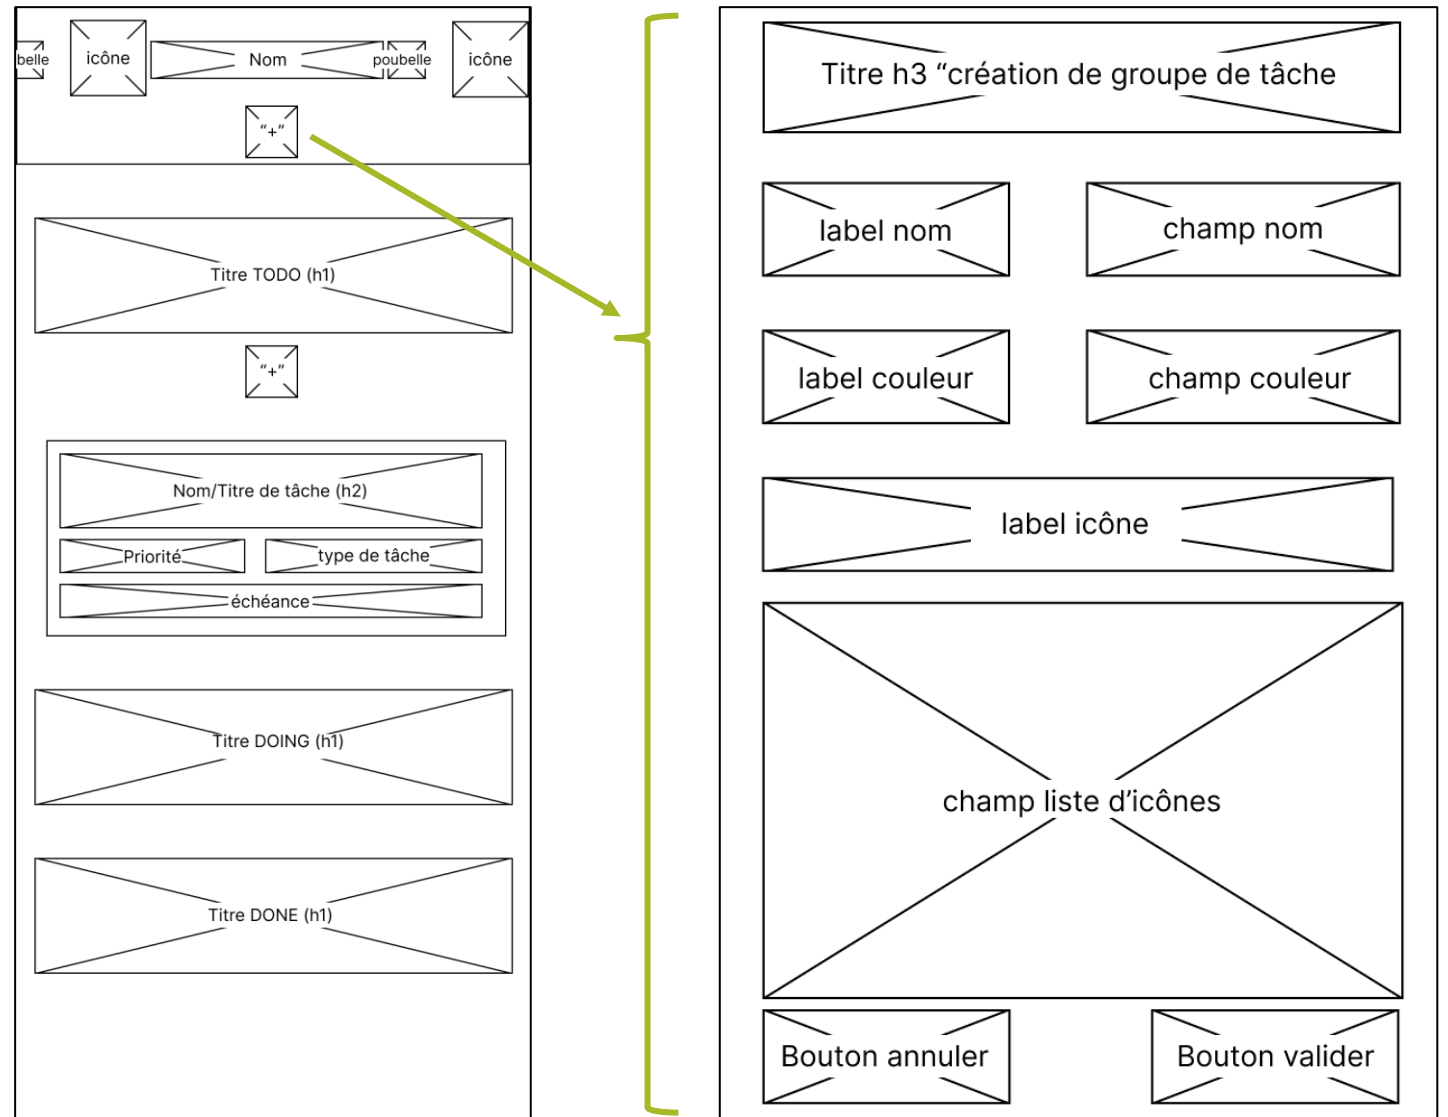 belle
icône
Nom
poubelle
icône
“+”
Titre TODO (h1)
“+”
Nom/Titre de tâche (h2)
Priorité
type de tâche
échéance
Titre DOING (h1)
Titre DONE (h1)
Titre h3 “création de groupe de tâche
label nom
champ nom
label couleur
champ couleur
label icône
champ liste d’icônes
Bouton annuler
Bouton valider